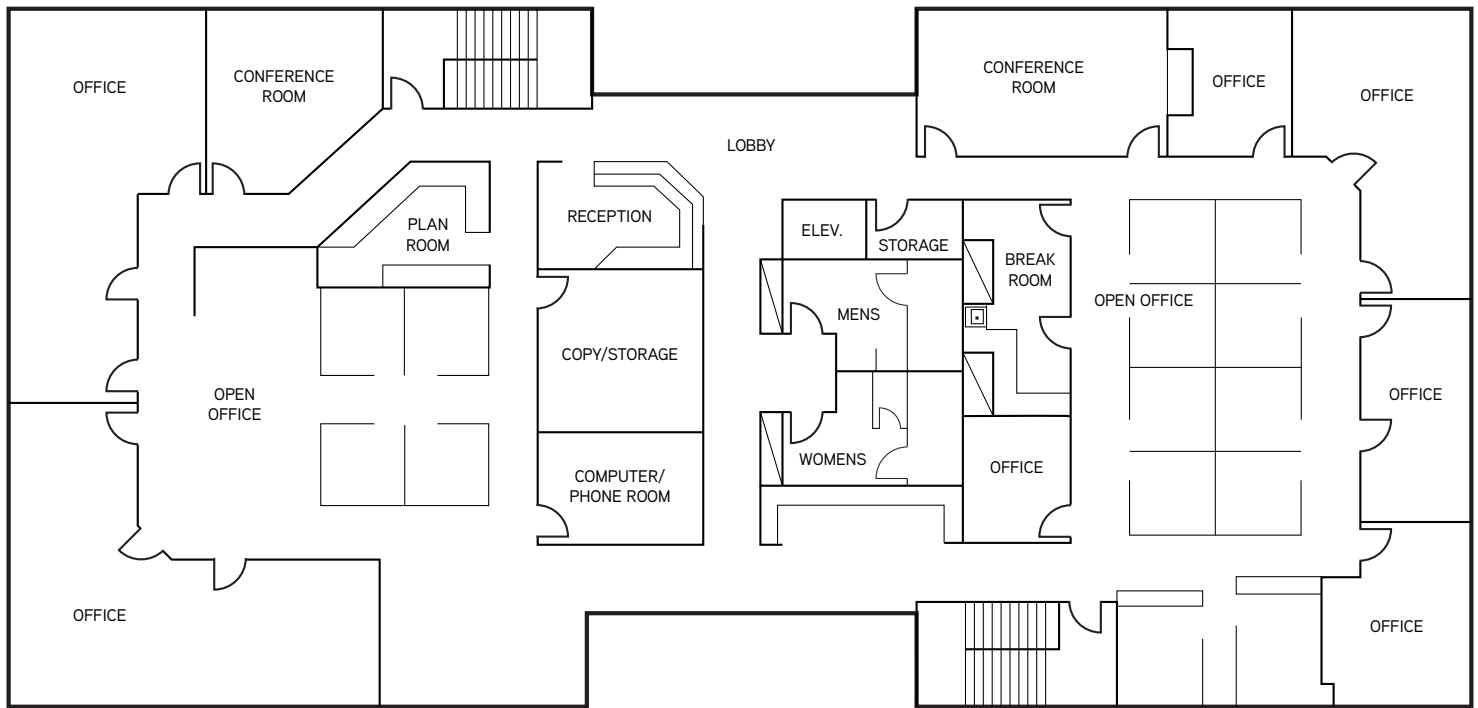 OFFICE
CONFERENCE
ROOM
CONFERENCE
ROOM
OFFICE
OFFICE
LOBBY
PLAN
ROOM
RECEPTION
ELEV.
STORAGE
BREAK
ROOM
OPEN OFFICE
MENS
COPY/STORAGE
OPEN
OFFICE
OFFICE
WOMENS
OFFICE
COMPUTER/
PHONE ROOM
OFFICE
OFFICE